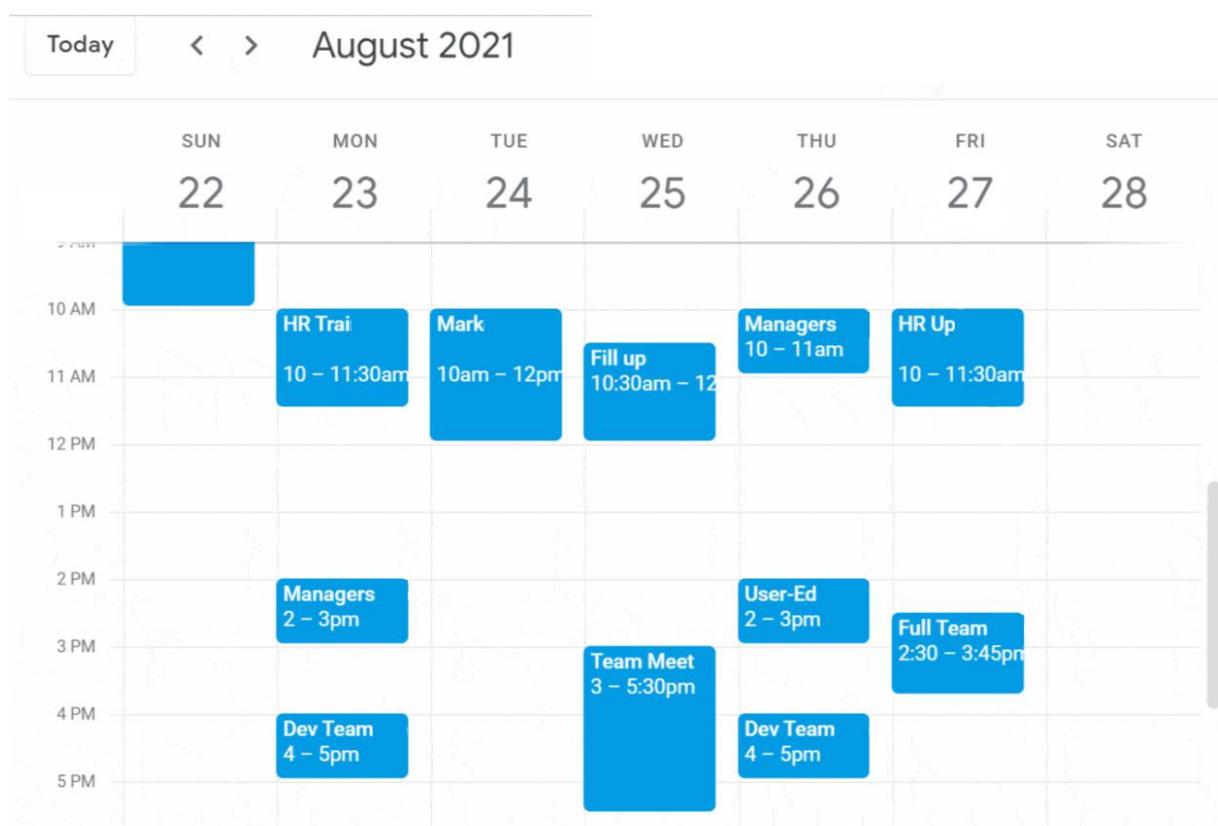 Today < > August 2021
SUN MON TUE WED THU FRI SAT
22 23 24 25 26 27 28
10 AM
HR Trai
10 – 11:30am
Mark
10am – 12pm
Fill up
10:30am – 12
Managers
10 – 11am
HR Up
10 – 11:30am
11 AM
12 PM
1 PM
2 PM
Managers
2 – 3pm
User-Ed
2 – 3pm
Full Team
2:30 – 3:45pm
3 PM
Team Meet
3 – 5:30pm
4 PM
Dev Team
4 – 5pm
Dev Team
4 – 5pm
5 PM